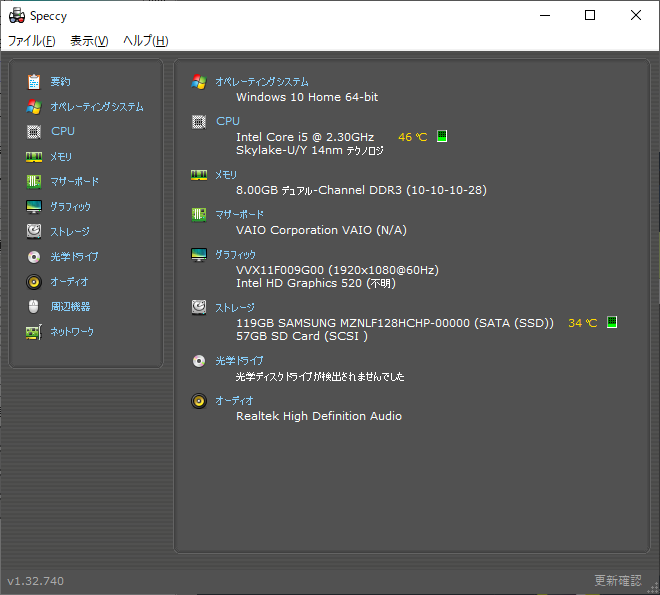 Speccy
ファイル(F) 表示(V) ヘルプ(H)
要約
オペレーティングシステム
CPU
メモリ
マザーボード
グラフィック
ストレージ
光学ドライブ
オーディオ
周辺機器
ネットワーク
オペレーティングシステム
Windows 10 Home 64-bit
CPU
Intel Core i5 @ 2.30GHz 46 ℃
Skylake-U/Y 14nm テクノロジ
メモリ
8.00GB デュアル-Channel DDR3 (10-10-10-28)
マザーボード
VAIO Corporation VAIO (N/A)
グラフィック
VVX11F009G00 (1920x1080@60Hz)
Intel HD Graphics 520 (不明)
ストレージ
119GB SAMSUNG MZNLF128HCHP-00000 (SATA (SSD)) 34 ℃
57GB SD Card (SCSI )
光学ドライブ
光学ディスクドライブが検出されませんでした
オーディオ
Realtek High Definition Audio
v1.32.740 更新確認